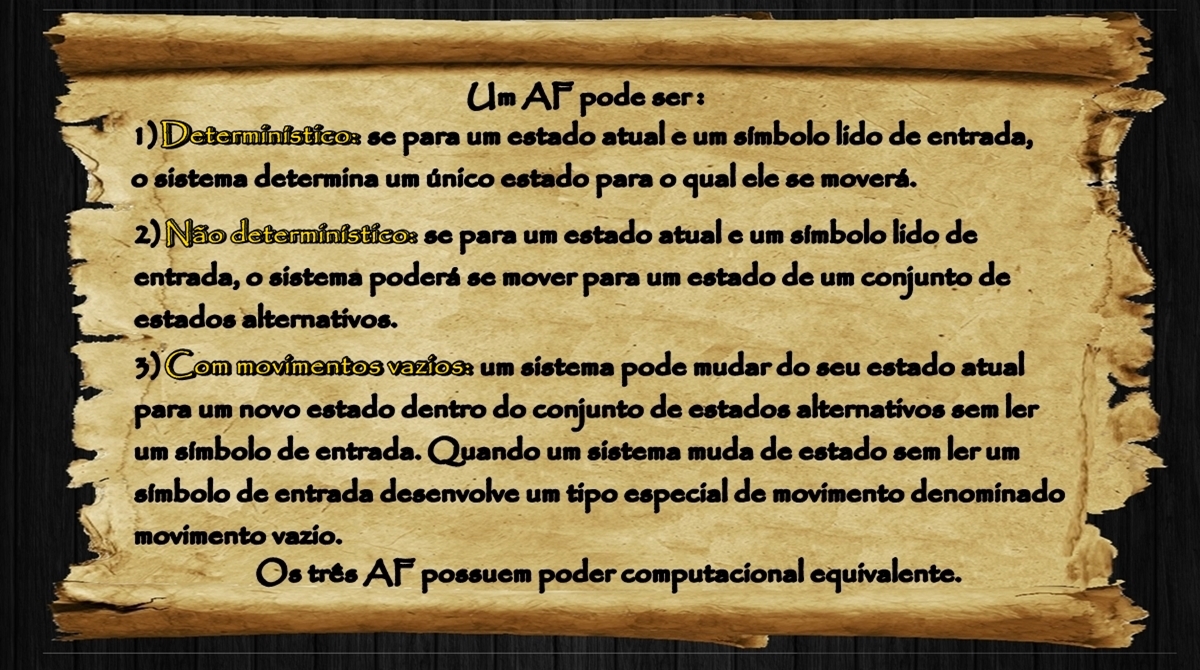 Um AF pode ser:
1) Determinístico: se para um estado atual e um símbolo lido de entrada,
o sistema determina um único estado para o qual ele se moverá.
2) Não determinístico: se para um estado atual e um símbolo lido de
entrada, o sistema poderá se mover para um estado de um conjunto de
estados alternativos.
3) Com movimentos vazios: um sistema pode mudar do seu estado atual
para um novo estado dentro do conjunto de estados alternativos sem ler
um símbolo de entrada. Quando um sistema muda de estado sem ler um
símbolo de entrada desenvolve um tipo especial de movimento denominado
movimento vazio.
Os três AF possuem poder computacional equivalente.